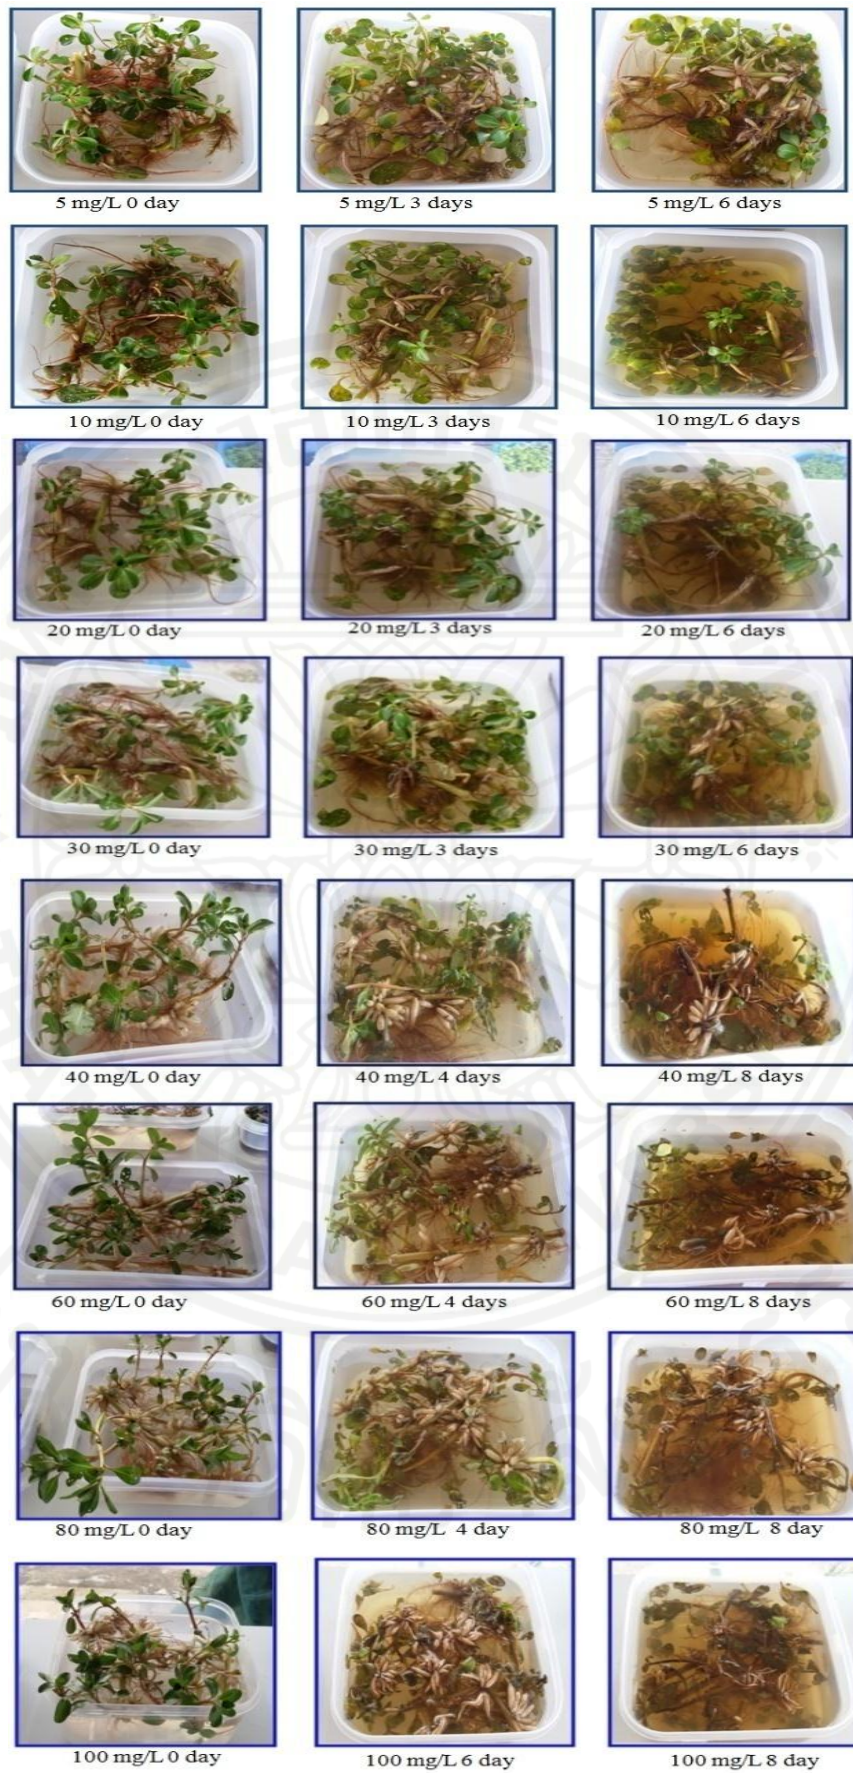 5 mg/L 0 day
5 mg/L 3 days
5 mg/L 6 days
10 mg/L 0 day
10 mg/L 3 days
10 mg/L 6 days
20 mg/L 0 day
20 mg/L 3 days
20 mg/L 6 days
30 mg/L 0 day
30 mg/L 3 days
30 mg/L 6 days
40 mg/L 0 day
40 mg/L 4 days
40 mg/L 8 days
60 mg/L 0 day
60 mg/L 4 days
60 mg/L 8 days
80 mg/L 0 day
80 mg/L 4 day
80 mg/L 8 day
100 mg/L 0 day
100 mg/L 6 day
100 mg/L 8 day